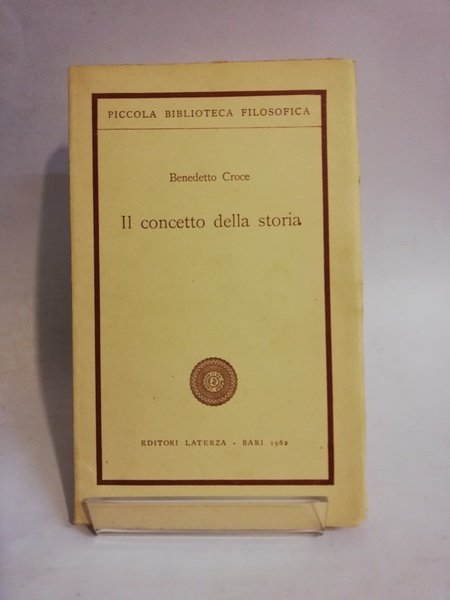 PICCOLA BIBLIOTECA FILOSOFICA
Benedetto Croce
Il concetto della storia
EDITORI LATERZA - BARI 1962